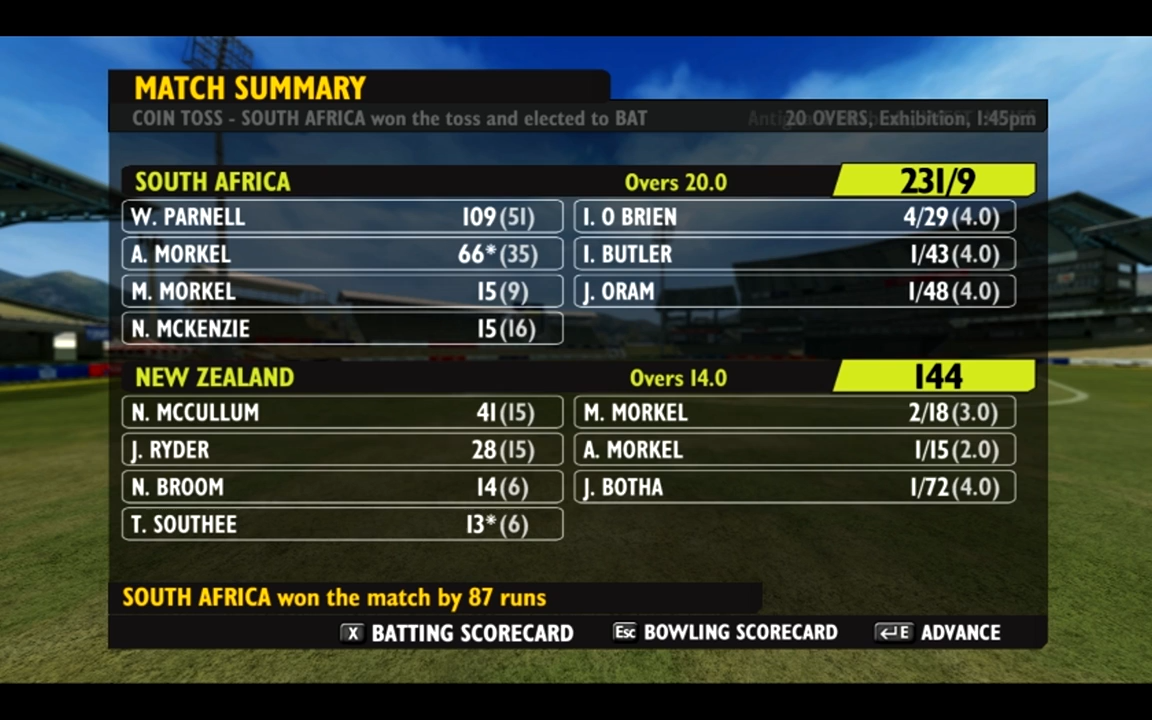 MATCH SUMMARY
COIN TOSS - SOUTH AFRICA won the toss and elected to BAT 20 OVERS, Exhibition, 1:45pm
SOUTH AFRICA Overs 20.0 231/9
W. PARNELL 109(51) I. O BRIEN 4/29(4.0)
A. MORKEL 66*(35) I. BUTLER 1/43(4.0)
M. MORKEL 15(9) J. ORAM 1/48(4.0)
N. MCKENZIE 15(16)
NEW ZEALAND Overs 14.0 144
N. MCCULLUM 41(15) M. MORKEL 2/18(3.0)
J. RYDER 28(15) A. MORKEL 1/15(2.0)
N. BROOM 14(6) J. BOTHA 1/72(4.0)
T. SOUTHEE 13*(6)
SOUTH AFRICA won the match by 87 runs
X BATTING SCORECARD Esc BOWLING SCORECARD ↵E ADVANCE